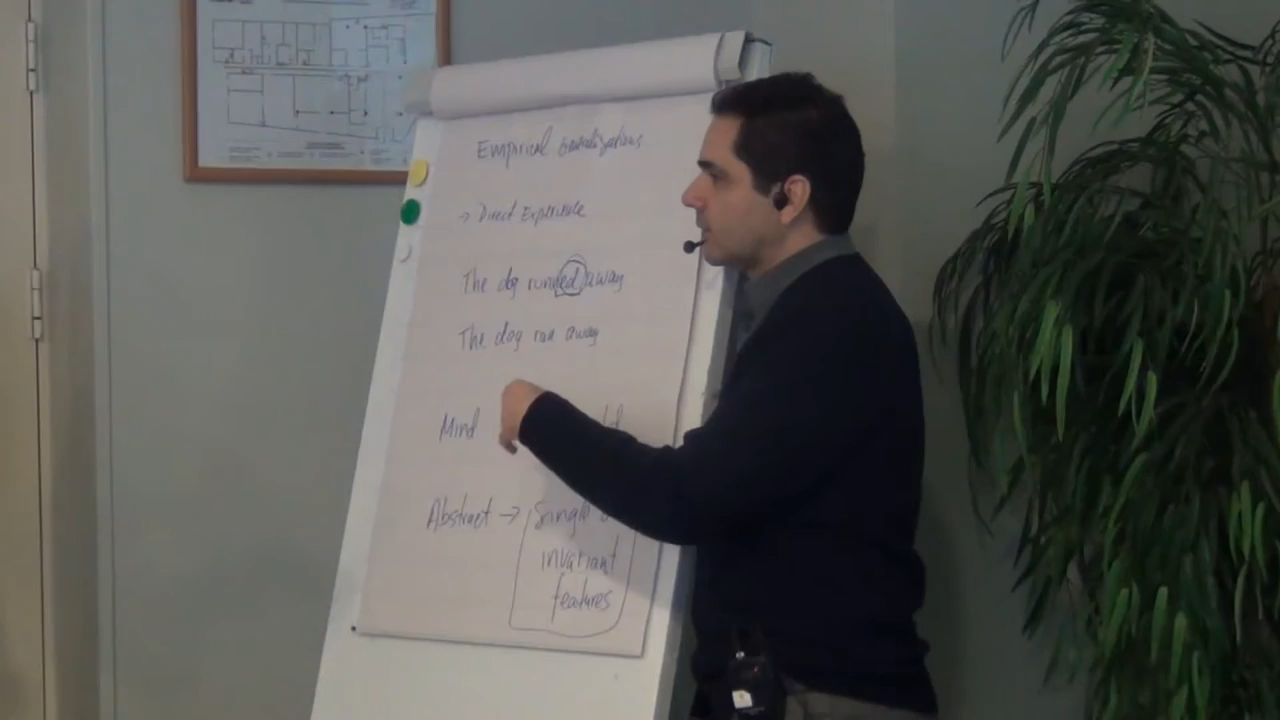 Empirical Generalizations
→ Direct Experience
The dog runned away
The dog ran away
Mind
Abstract → Single
invariant
features